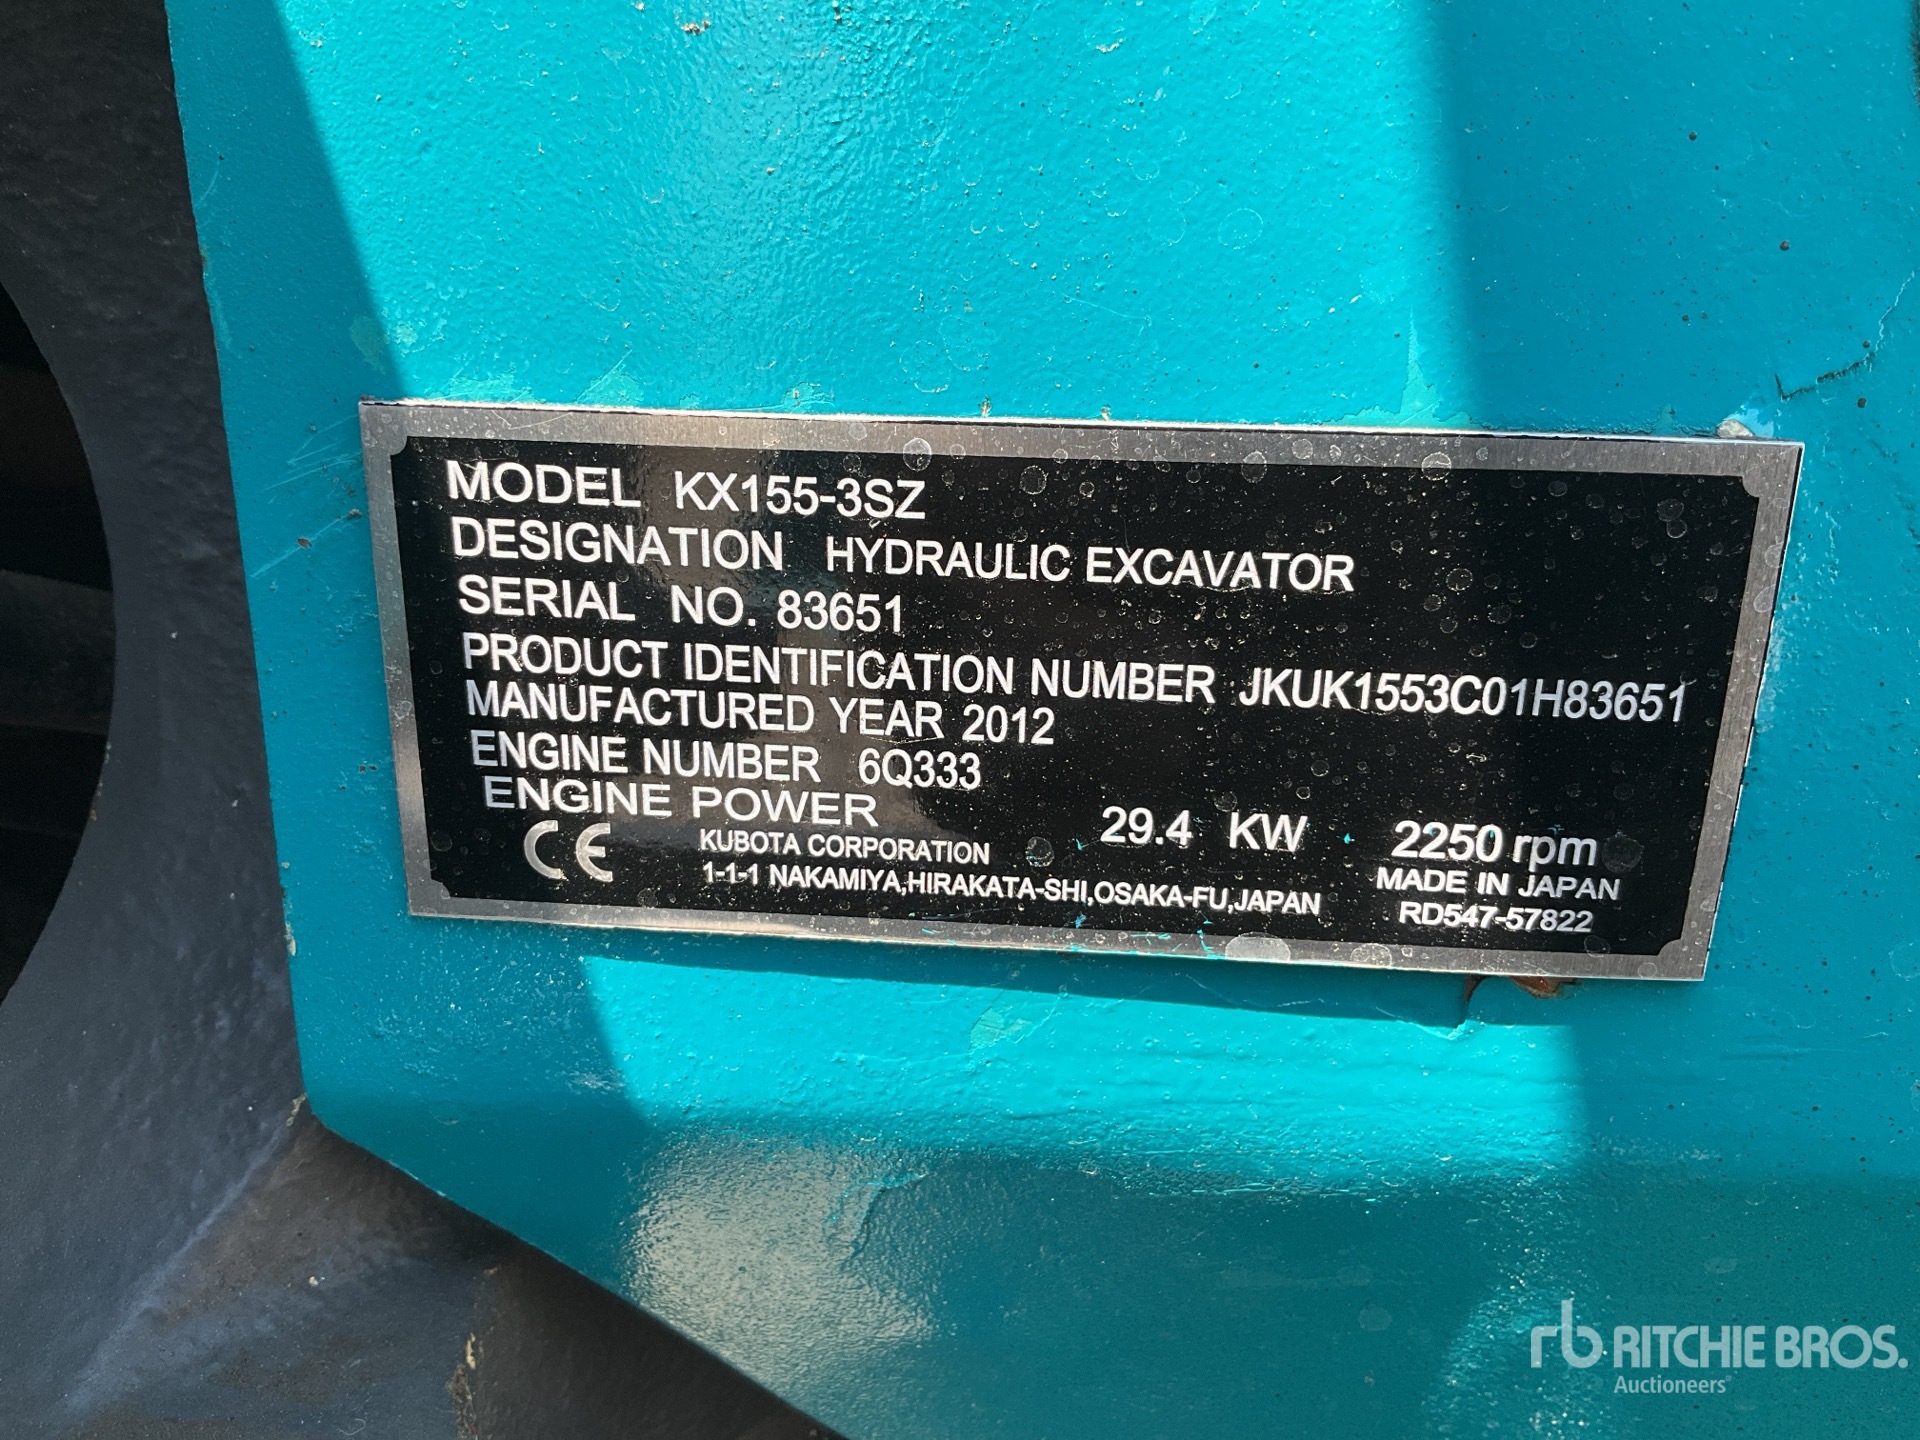 MODEL KX155-3SZ
DESIGNATION HYDRAULIC EXCAVATOR
SERIAL NO. 83651
PRODUCT IDENTIFICATION NUMBER JKUK1553C01H83651
MANUFACTURED YEAR 2012
ENGINE NUMBER 6Q333
ENGINE POWER 29.4 KW 2250 rpm
CE KUBOTA CORPORATION MADE IN JAPAN
1-1-1 NAKAMIYA,HIRAKATA-SHI,OSAKA-FU,JAPAN RD547-57822
rb RITCHIE BROS.
Auctioneers